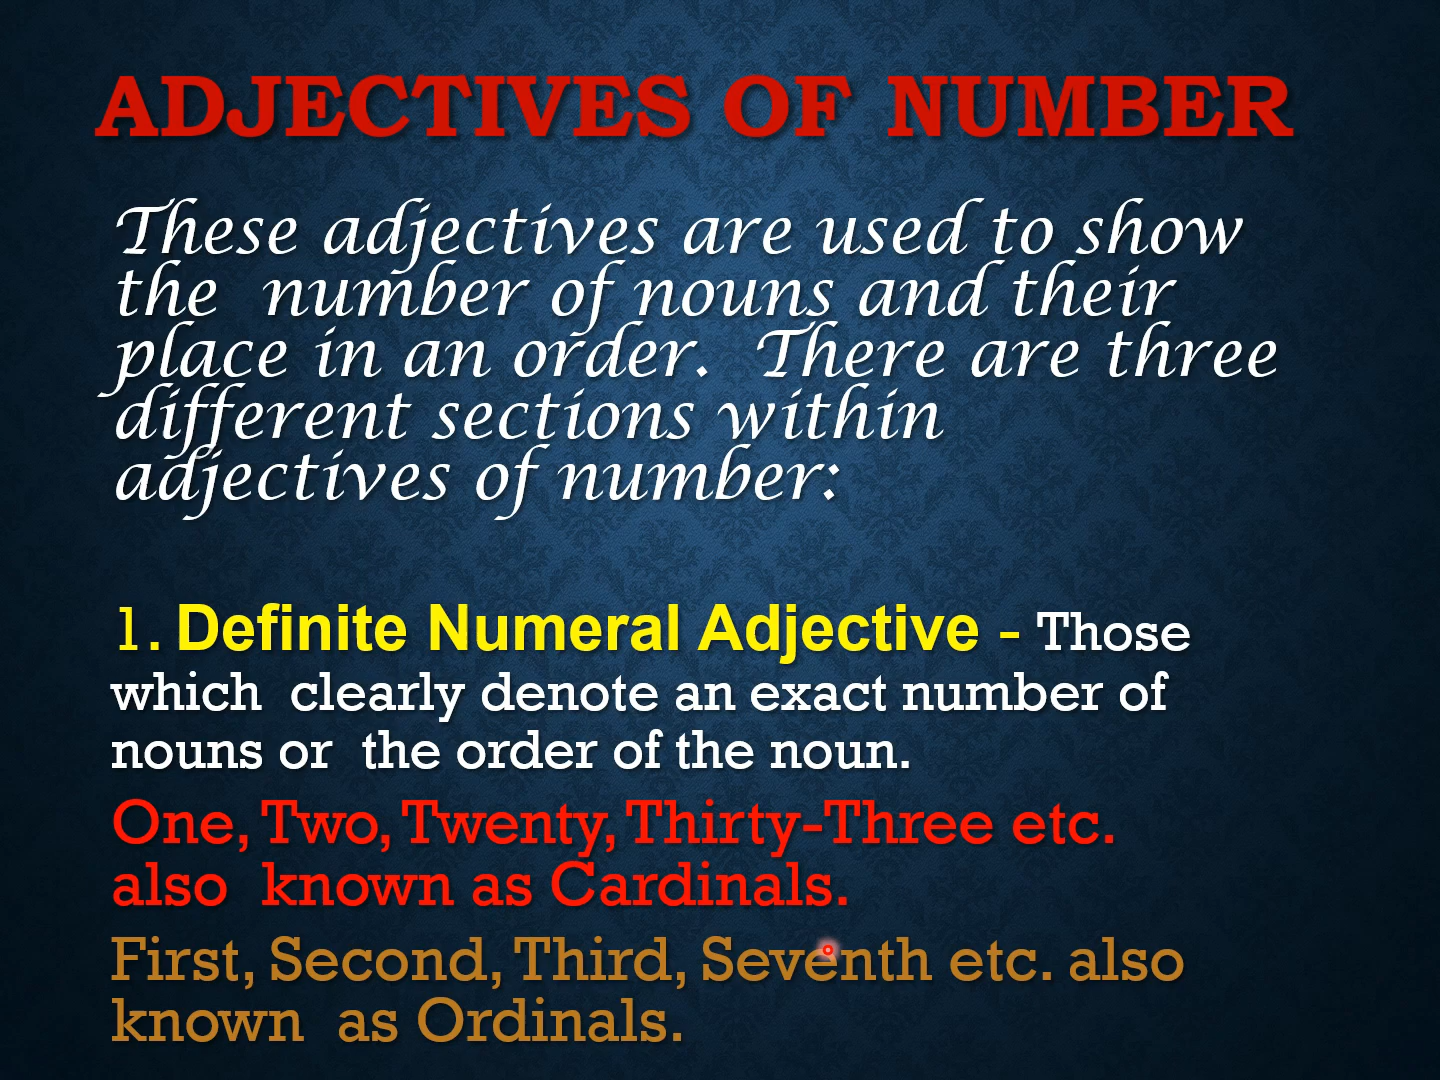 ADJECTIVES OF NUMBER
These adjectives are used to show
the number of nouns and their
place in an order. There are three
different sections within
adjectives of number:
1. Definite Numeral Adjective - Those
which clearly denote an exact number of
nouns or the order of the noun.
One, Two, Twenty, Thirty-Three etc.
also known as Cardinals.
First, Second, Third, Seventh etc. also
known as Ordinals.